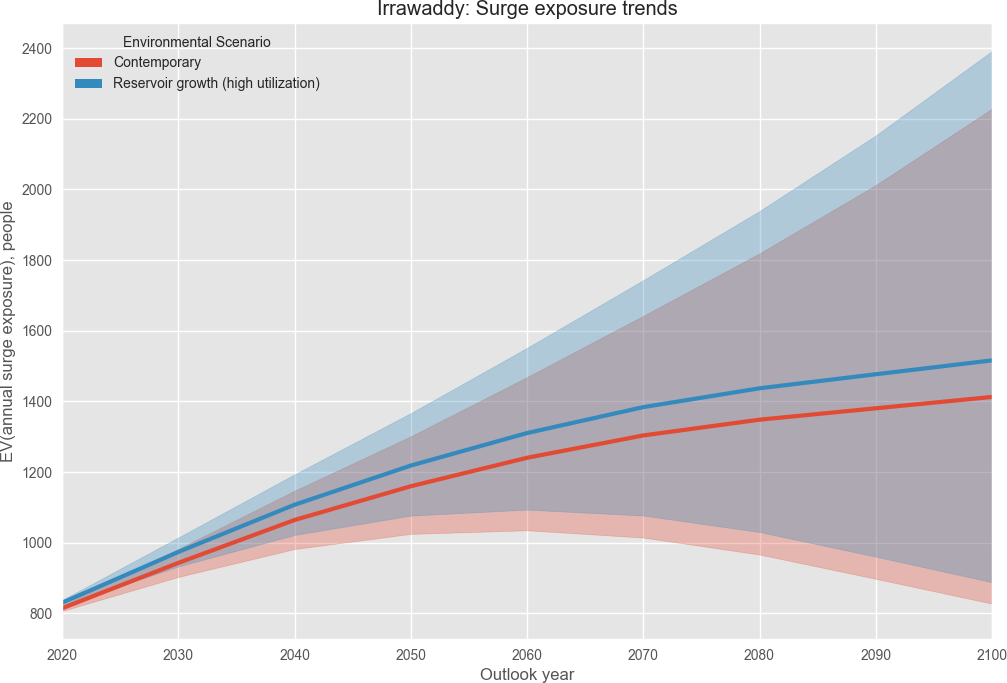 Irrawaddy: Surge exposure trends
Environmental Scenario
Contemporary
Reservoir growth (high utilization)
EV(annual surge exposure), people
2400
2200
2000
1800
1600
1400
1200
1000
800
2020 2030 2040 2050 2060 2070 2080 2090 2100
Outlook year